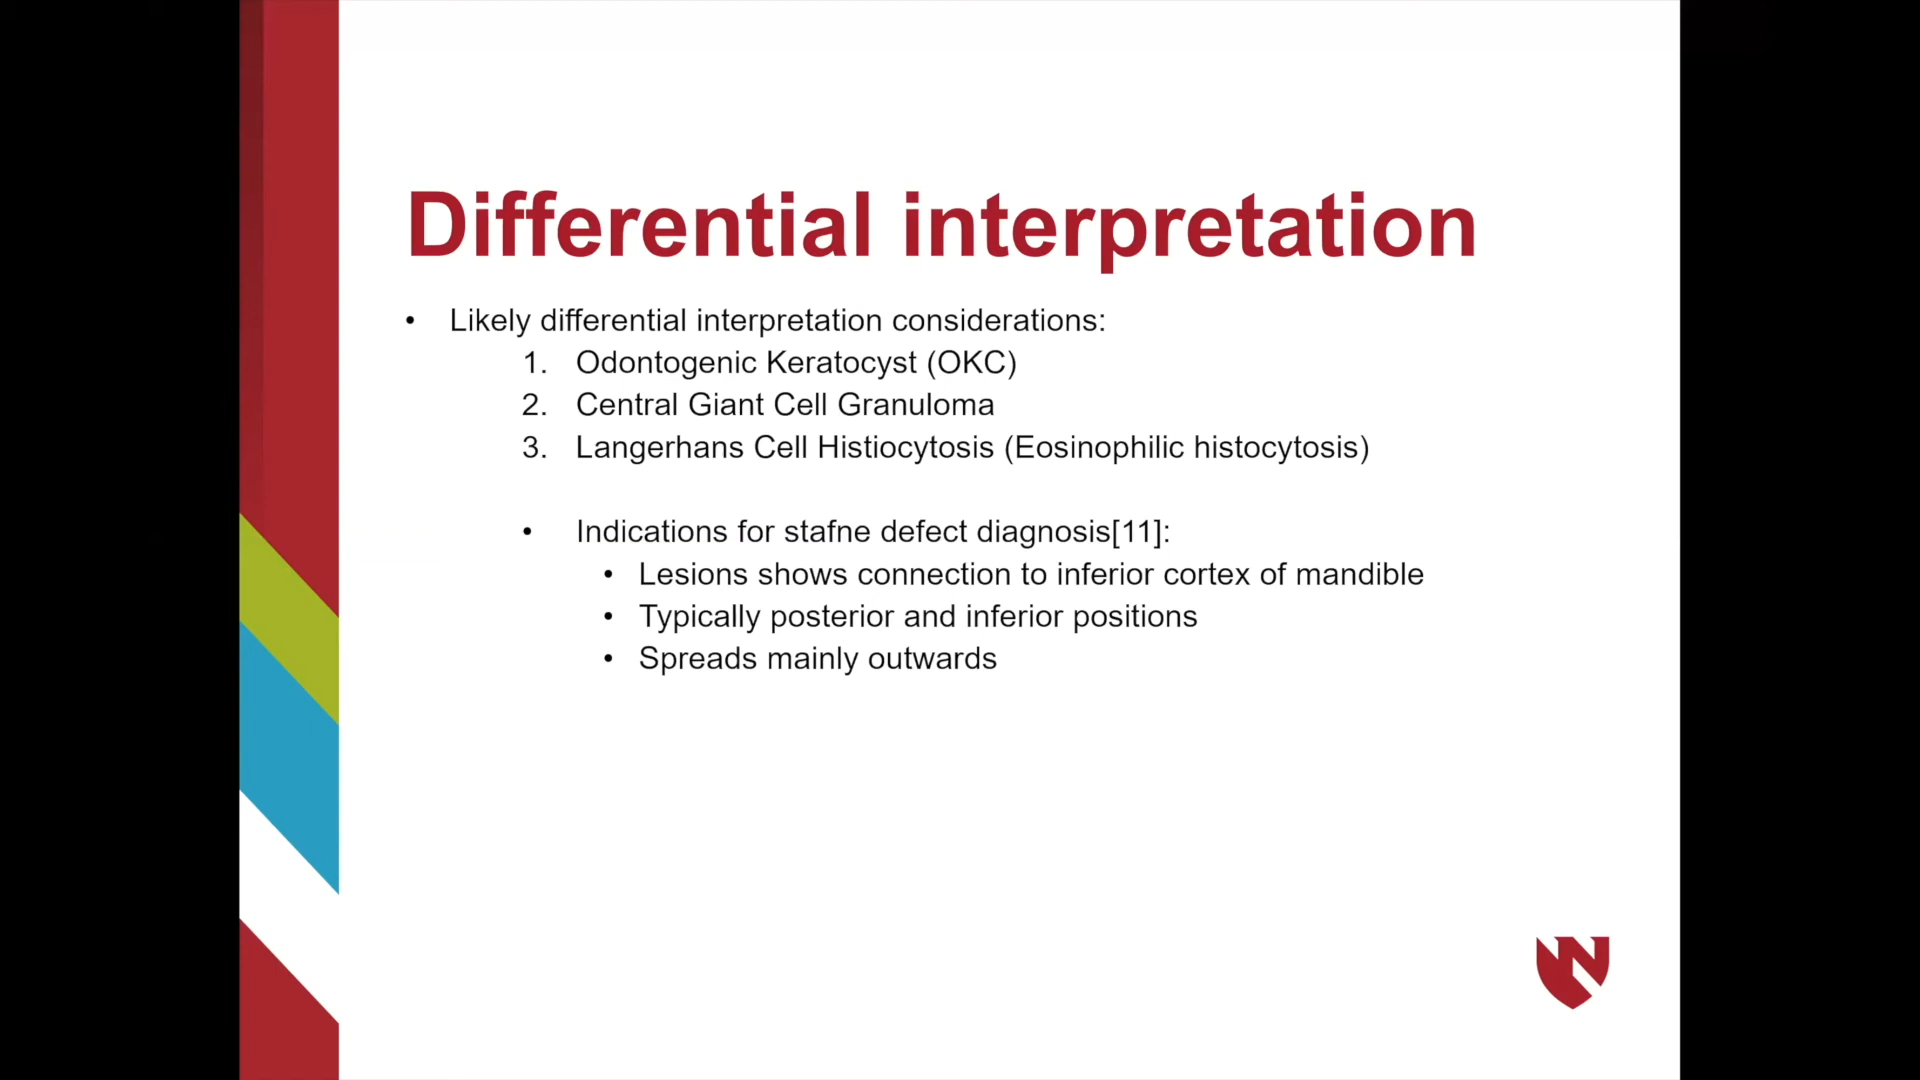 Differential interpretation
• Likely differential interpretation considerations:
1. Odontogenic Keratocyst (OKC)
2. Central Giant Cell Granuloma
3. Langerhans Cell Histiocytosis (Eosinophilic histocytosis)
• Indications for stafne defect diagnosis[11]:
• Lesions shows connection to inferior cortex of mandible
• Typically posterior and inferior positions
• Spreads mainly outwards
N